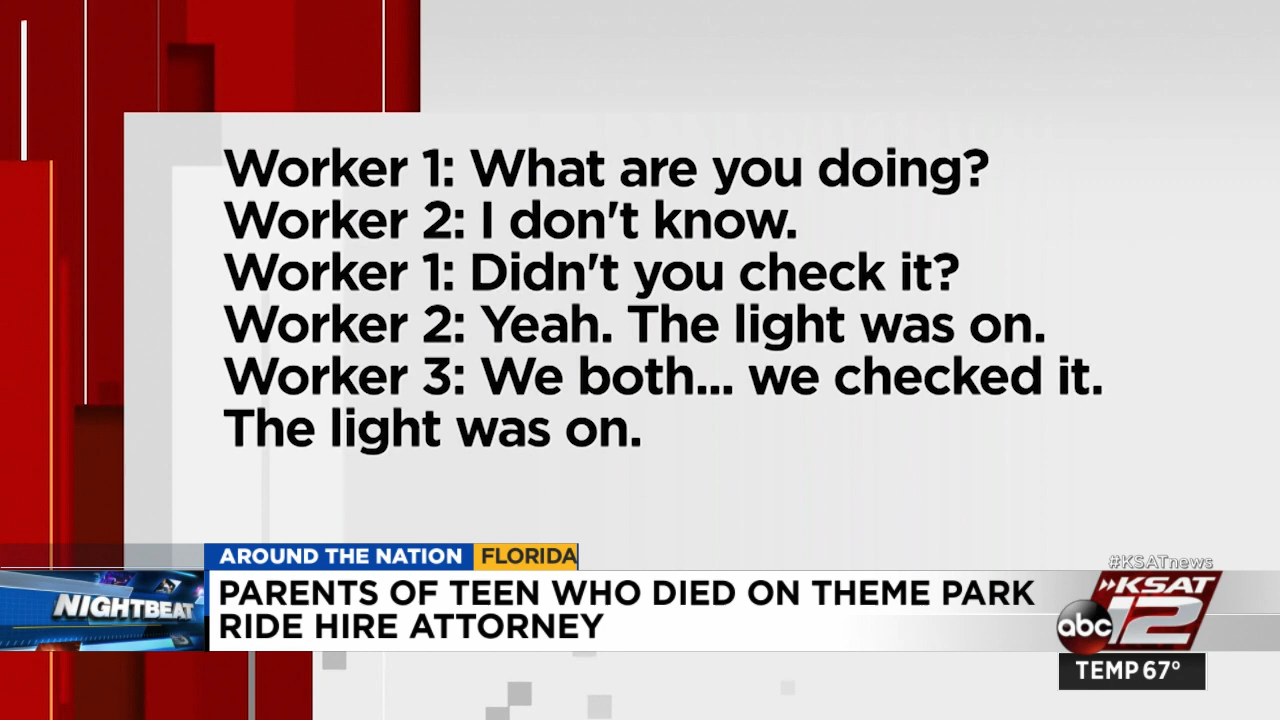 Worker 1: What are you doing?
Worker 2: I don't know.
Worker 1: Didn't you check it?
Worker 2: Yeah. The light was on.
Worker 3: We both... we checked it.
The light was on.
AROUND THE NATION FLORIDA
#KSATnews
NIGHTBEAT
PARENTS OF TEEN WHO DIED ON THEME PARK
RIDE HIRE ATTORNEY
KSAT
abc 12
TEMP 67°